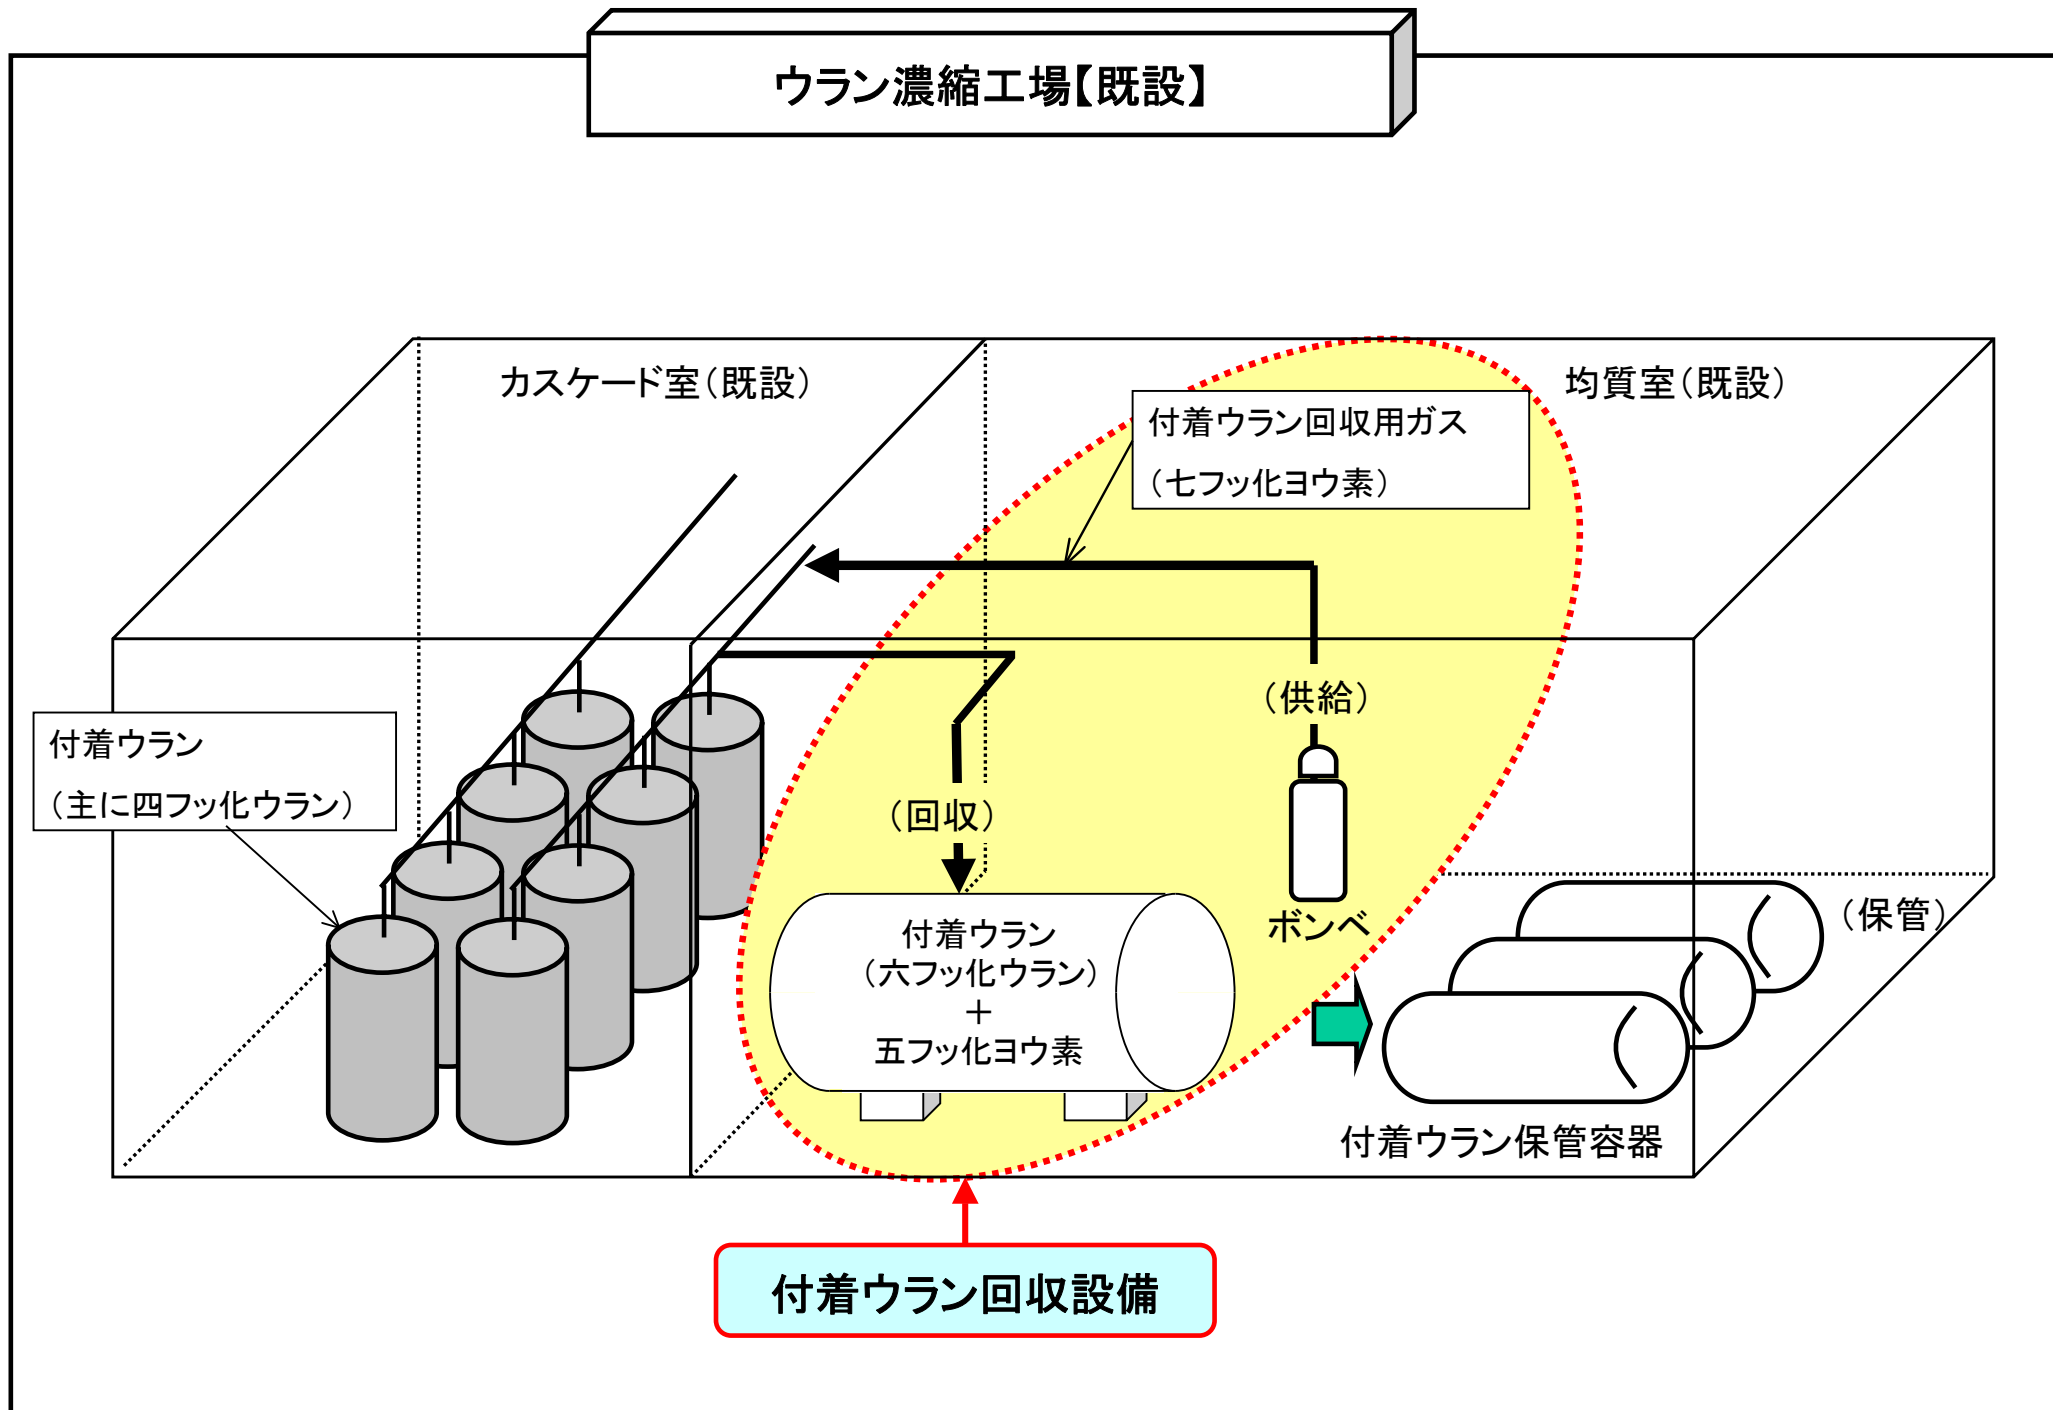 ウラン濃縮工場【既設】
カスケード室（既設）
均質室（既設）
付着ウラン回収用ガス
（七フッ化ヨウ素）
（供給）
付着ウラン
（主に四フッ化ウラン）
（回収）
ボンベ
（保管）
付着ウラン
（六フッ化ウラン）
＋
五フッ化ヨウ素
付着ウラン保管容器
付着ウラン回収設備